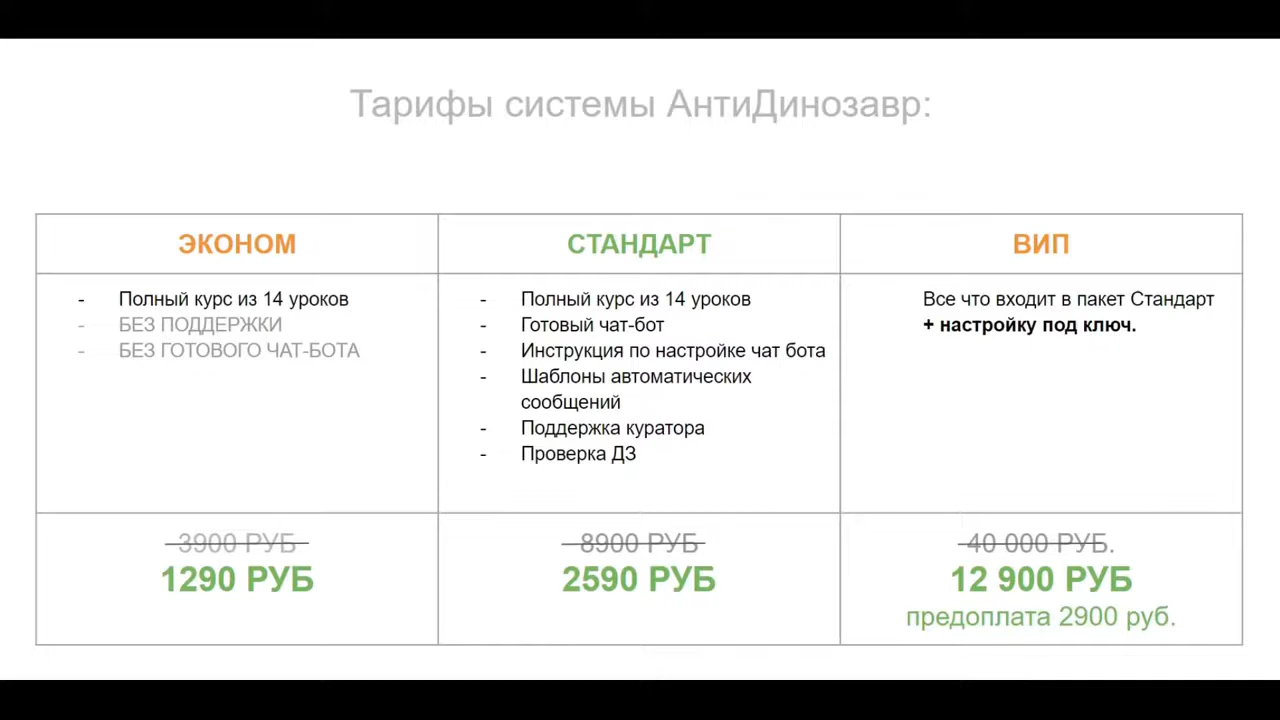 Тарифы системы АнтиДинозавр:
ЭКОНОМ
- Полный курс из 14 уроков
- БЕЗ ПОДДЕРЖКИ
- БЕЗ ГОТОВОГО ЧАТ-БОТА
3900 РУБ
1290 РУБ
СТАНДАРТ
- Полный курс из 14 уроков
- Готовый чат-бот
- Инструкция по настройке чат бота
- Шаблоны автоматических
сообщений
- Поддержка куратора
- Проверка ДЗ
8900 РУБ
2590 РУБ
ВИП
Все что входит в пакет Стандарт
+ настройку под ключ.
40 000 РУБ.
12 900 РУБ
предоплата 2900 руб.